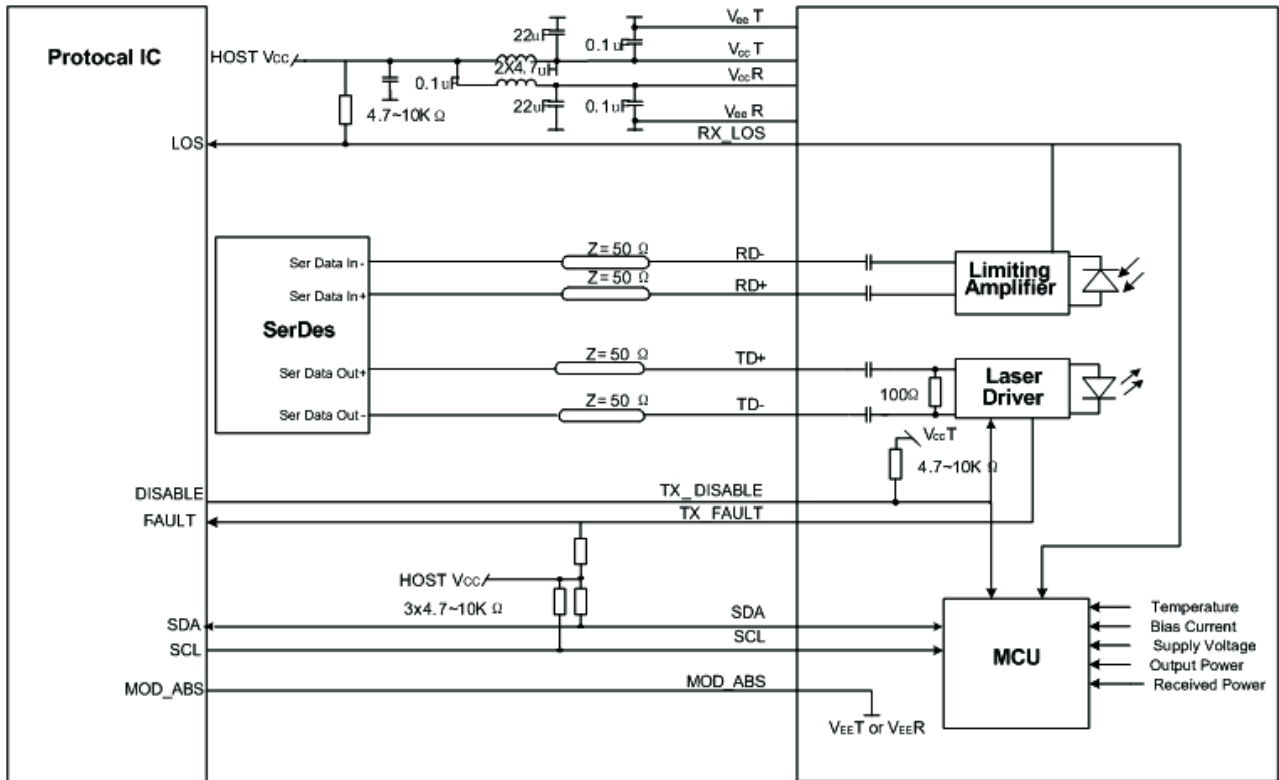 Protocal IC
HOST Vcc
22uF
0.1uF
Vee T
Vcc T
2X4.7uH
0.1uF
Vcc R
22uF
0.1uF
4.7~10K Ω
Vee R
LOS
RX_LOS
Z= 50 Ω
RD-
Ser Data In -
Z= 50 Ω
Limiting
Amplifier
RD+
Ser Data In+
SerDes
Z= 50 Ω
TD+
Ser Data Out+
Laser
Driver
100Ω
Z= 50 Ω
TD-
Ser Data Out -
VccT
4.7~10K Ω
DISABLE
TX_DISABLE
FAULT
TX_FAULT
HOST Vcc
3x4.7~10K Ω
SDA
SDA
SCL
SCL
MCU
Temperature
Bias Current
Supply Voltage
Output Power
Received Power
MOD_ABS
MOD_ABS
VEET or VEER